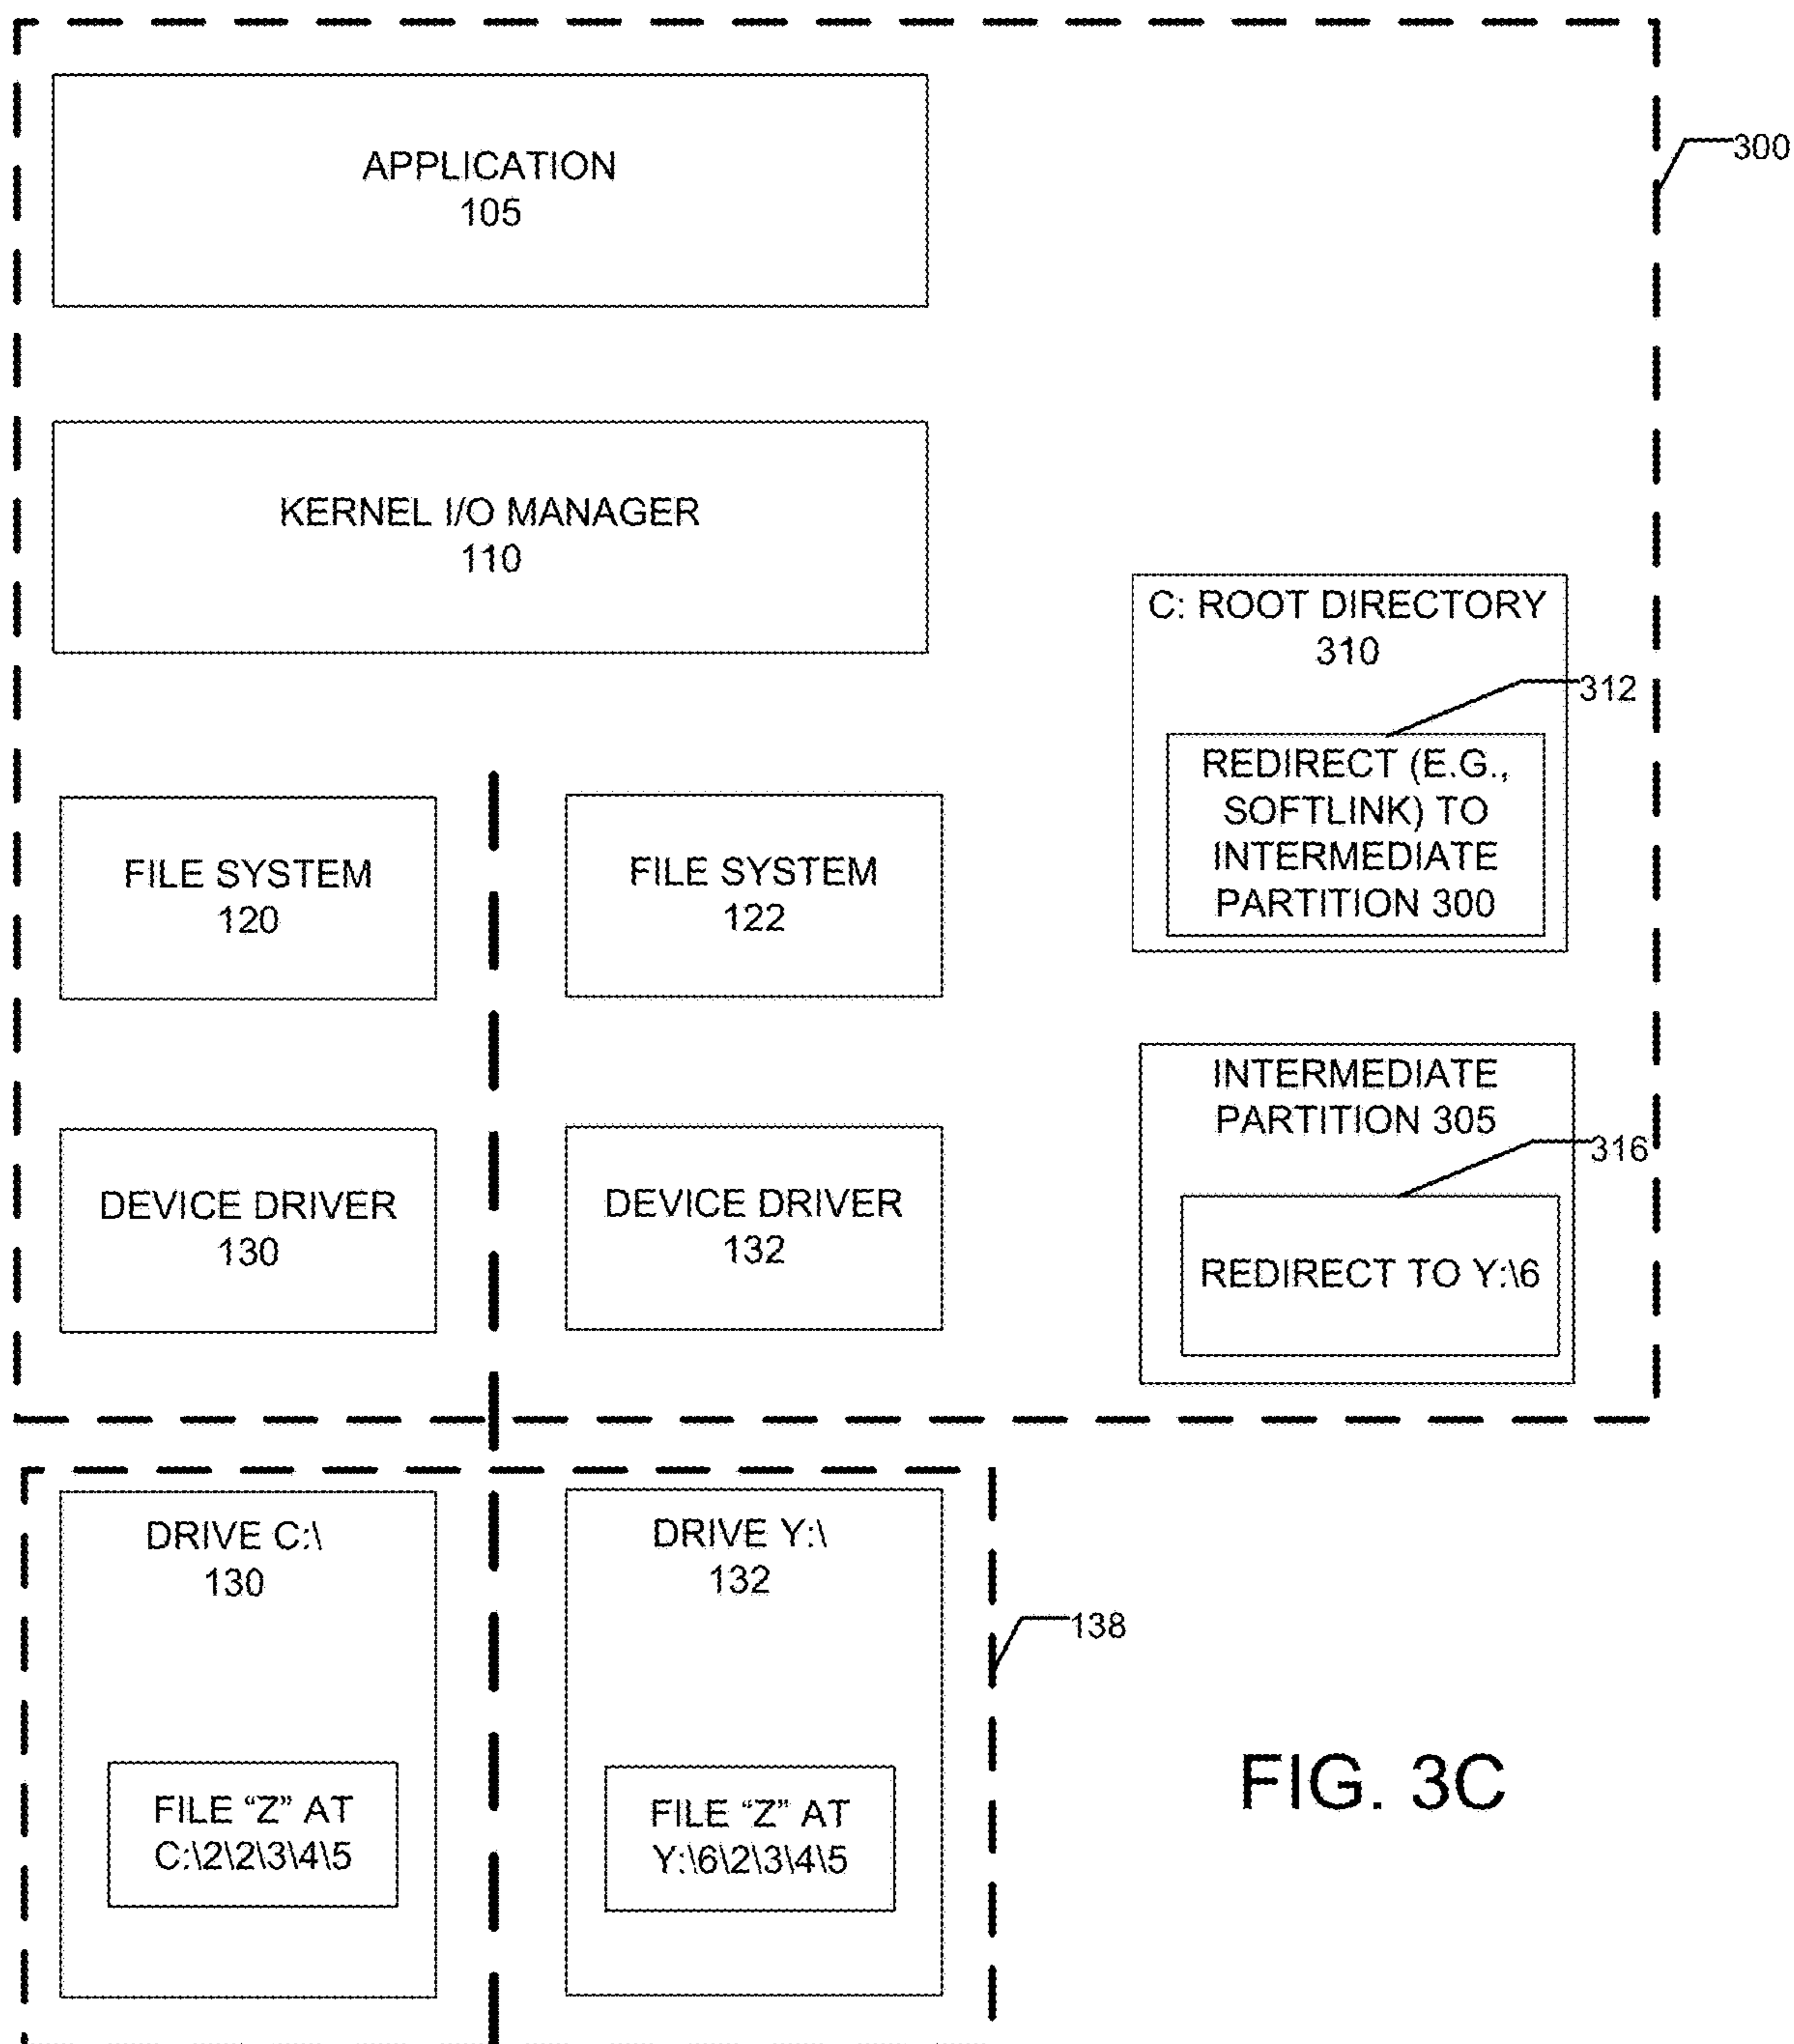 APPLICATION
105
300
KERNEL I/O MANAGER
110
C: ROOT DIRECTORY
310
312
REDIRECT (E.G.,
SOFTLINK) TO
INTERMEDIATE
PARTITION 300
FILE SYSTEM
120
FILE SYSTEM
122
INTERMEDIATE
PARTITION 305
316
REDIRECT TO Y:\6
DEVICE DRIVER
130
DEVICE DRIVER
132
DRIVE C:\
130
DRIVE Y:\
132
138
FILE “Z” AT
C:\2\2\3\4\5
FILE “Z” AT
Y:\6\2\3\4\5
FIG. 3C